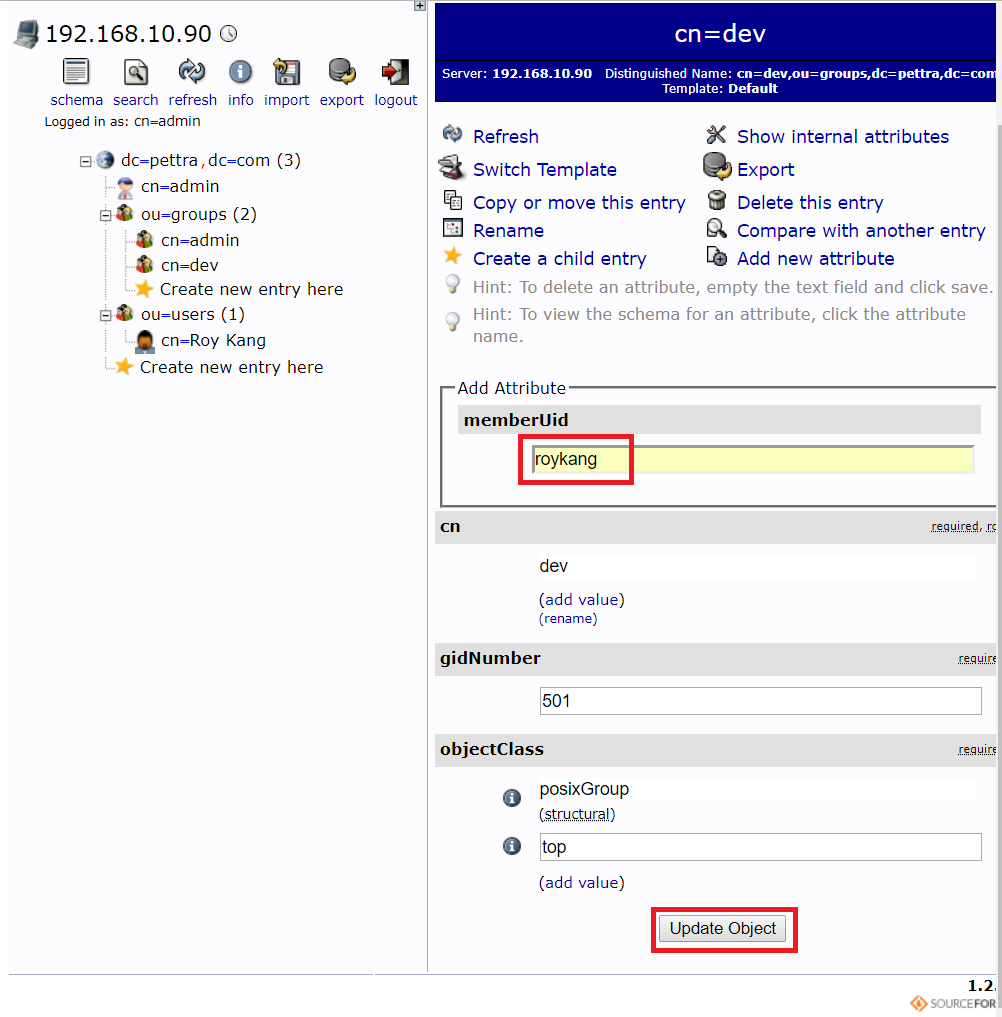 192.168.10.90
schema search refresh info import export logout
Logged in as: cn=admin
dc=pettra,dc=com (3)
cn=admin
ou=groups (2)
cn=admin
cn=dev
Create new entry here
ou=users (1)
cn=Roy Kang
Create new entry here
cn=dev
Server: 192.168.10.90 Distinguished Name: cn=dev,ou=groups,dc=pettra,dc=com
Template: Default
Refresh Show internal attributes
Switch Template Export
Copy or move this entry Delete this entry
Rename Compare with another entry
Create a child entry Add new attribute
Hint: To delete an attribute, empty the text field and click save.
Hint: To view the schema for an attribute, click the attribute
name.
Add Attribute
memberUid
roykang
cn required, ro
dev
(add value)
(rename)
gidNumber require
501
objectClass require
posixGroup
(structural)
top
(add value)
Update Object
1.2.
SOURCEFOR